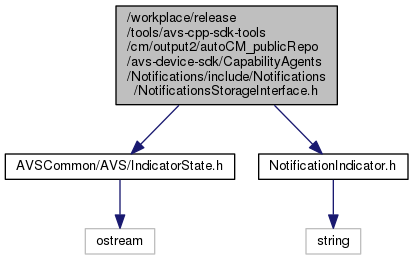 /workplace/release
/tools/avs-cpp-sdk-tools
/cm/output2/autoCM_publicRepo
/avs-device-sdk/CapabilityAgents
/Notifications/include/Notifications
/NotificationsStorageInterface.h
AVSCommon/AVS/IndicatorState.h
NotificationIndicator.h
ostream
string